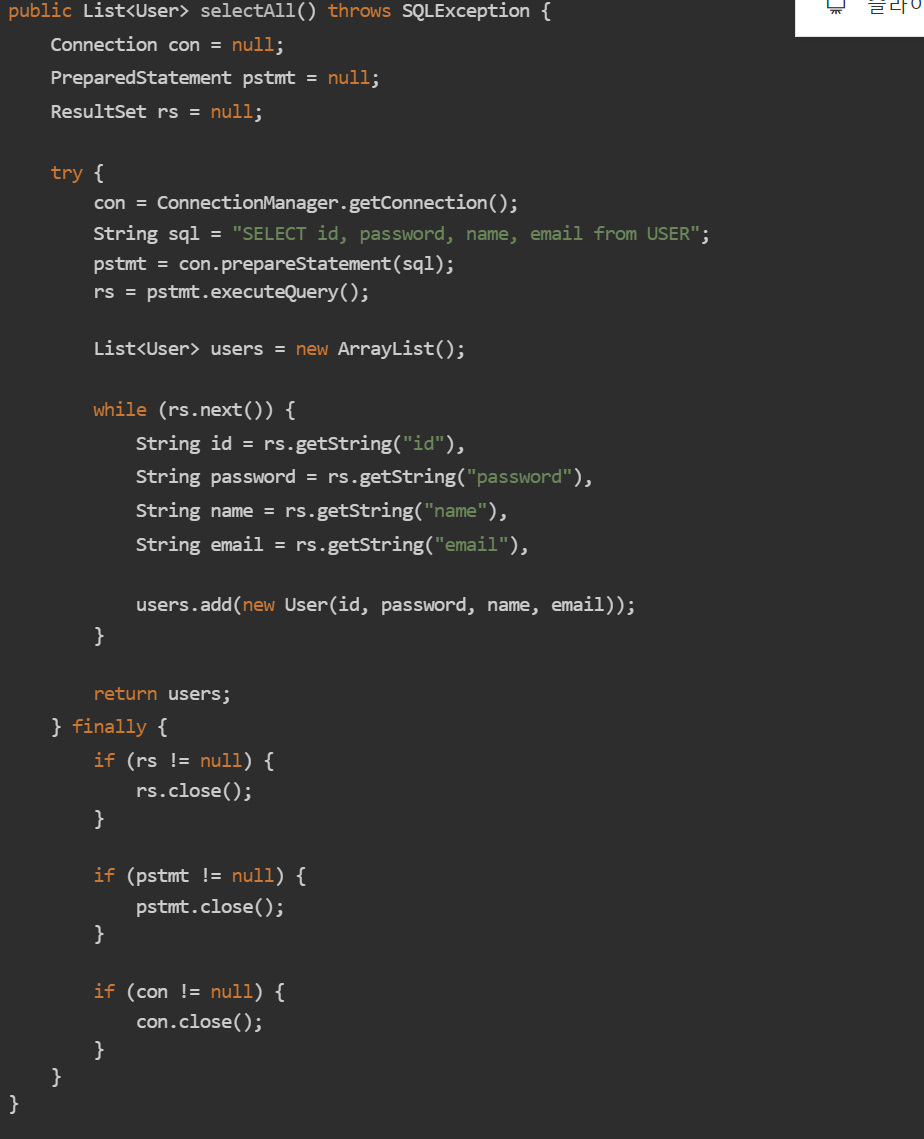 public List<User> selectAll() throws SQLException {
    Connection con = null;
    PreparedStatement pstmt = null;
    ResultSet rs = null;

    try {
        con = ConnectionManager.getConnection();
        String sql = "SELECT id, password, name, email from USER";
        pstmt = con.prepareStatement(sql);
        rs = pstmt.executeQuery();

        List<User> users = new ArrayList();

        while (rs.next()) {
            String id = rs.getString("id"),
            String password = rs.getString("password"),
            String name = rs.getString("name"),
            String email = rs.getString("email"),

            users.add(new User(id, password, name, email));
        }

        return users;
    } finally {
        if (rs != null) {
            rs.close();
        }

        if (pstmt != null) {
            pstmt.close();
        }

        if (con != null) {
            con.close();
        }
    }
}